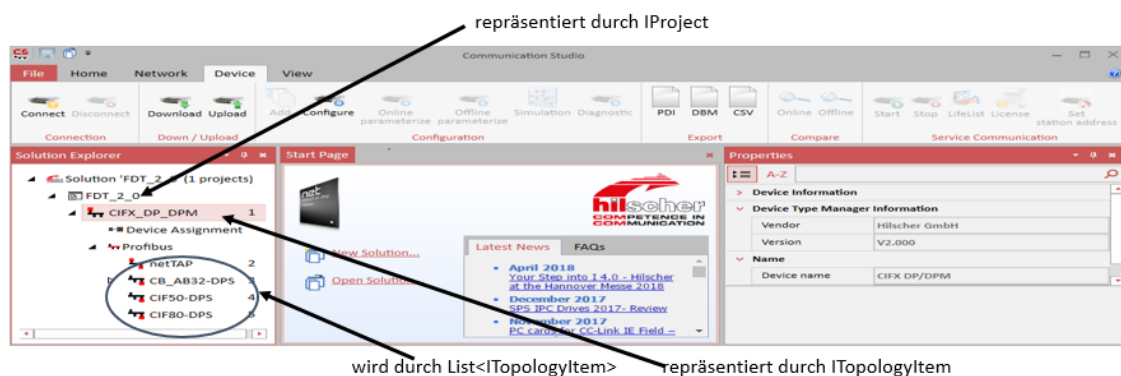 repräsentiert durch IProject
CS
Communication Studio
File Home Network Device View
Connect Disconnect Download Upload Add Configure Online parameterize Offline parameterize Simulation Diagnostic PDI DBM CSV Online Offline Start Stop LifeList License Set station address
Connection Down / Upload Configuration Export Compare Service Communication
Solution Explorer
Solution 'FDT_2_0' (1 projects)
FDT_2_0
CIFX_DP_DPM 1
Device Assignment
Profibus
netTAP 2
CB_AB32-DPS 3
CIF50-DPS 4
CIF80-DPS 5
Start Page
net
hilscher
COMPETENCE IN
COMMUNICATION
New Solution...
Open Solution...
Latest News FAQs
April 2018
Your Step into I 4.0 - Hilscher
at the Hannover Messe 2018
December 2017
SPS IPC Drives 2017- Review
November 2017
PC cards for CC-Link IE Field –
Properties
A-Z
Device Information
Device Type Manager Information
Vendor Hilscher GmbH
Version V2.000
Name
Device name CIFX DP/DPM
wird durch List<ITopologyItem>
repräsentiert durch ITopologyItem